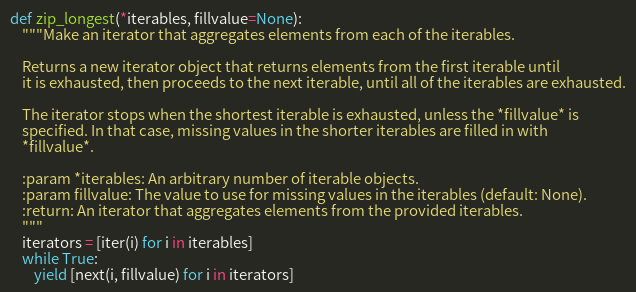 def zip_longest(*iterables, fillvalue=None):
"""Make an iterator that aggregates elements from each of the iterables.
Returns a new iterator object that returns elements from the first iterable until
it is exhausted, then proceeds to the next iterable, until all of the iterables are exhausted.
The iterator stops when the shortest iterable is exhausted, unless the *fillvalue* is
specified. In that case, missing values in the shorter iterables are filled in with
*fillvalue*.
:param *iterables: An arbitrary number of iterable objects.
:param fillvalue: The value to use for missing values in the iterables (default: None).
:return: An iterator that aggregates elements from the provided iterables.
"""
iterators = [iter(i) for i in iterables]
while True:
yield [next(i, fillvalue) for i in iterators]